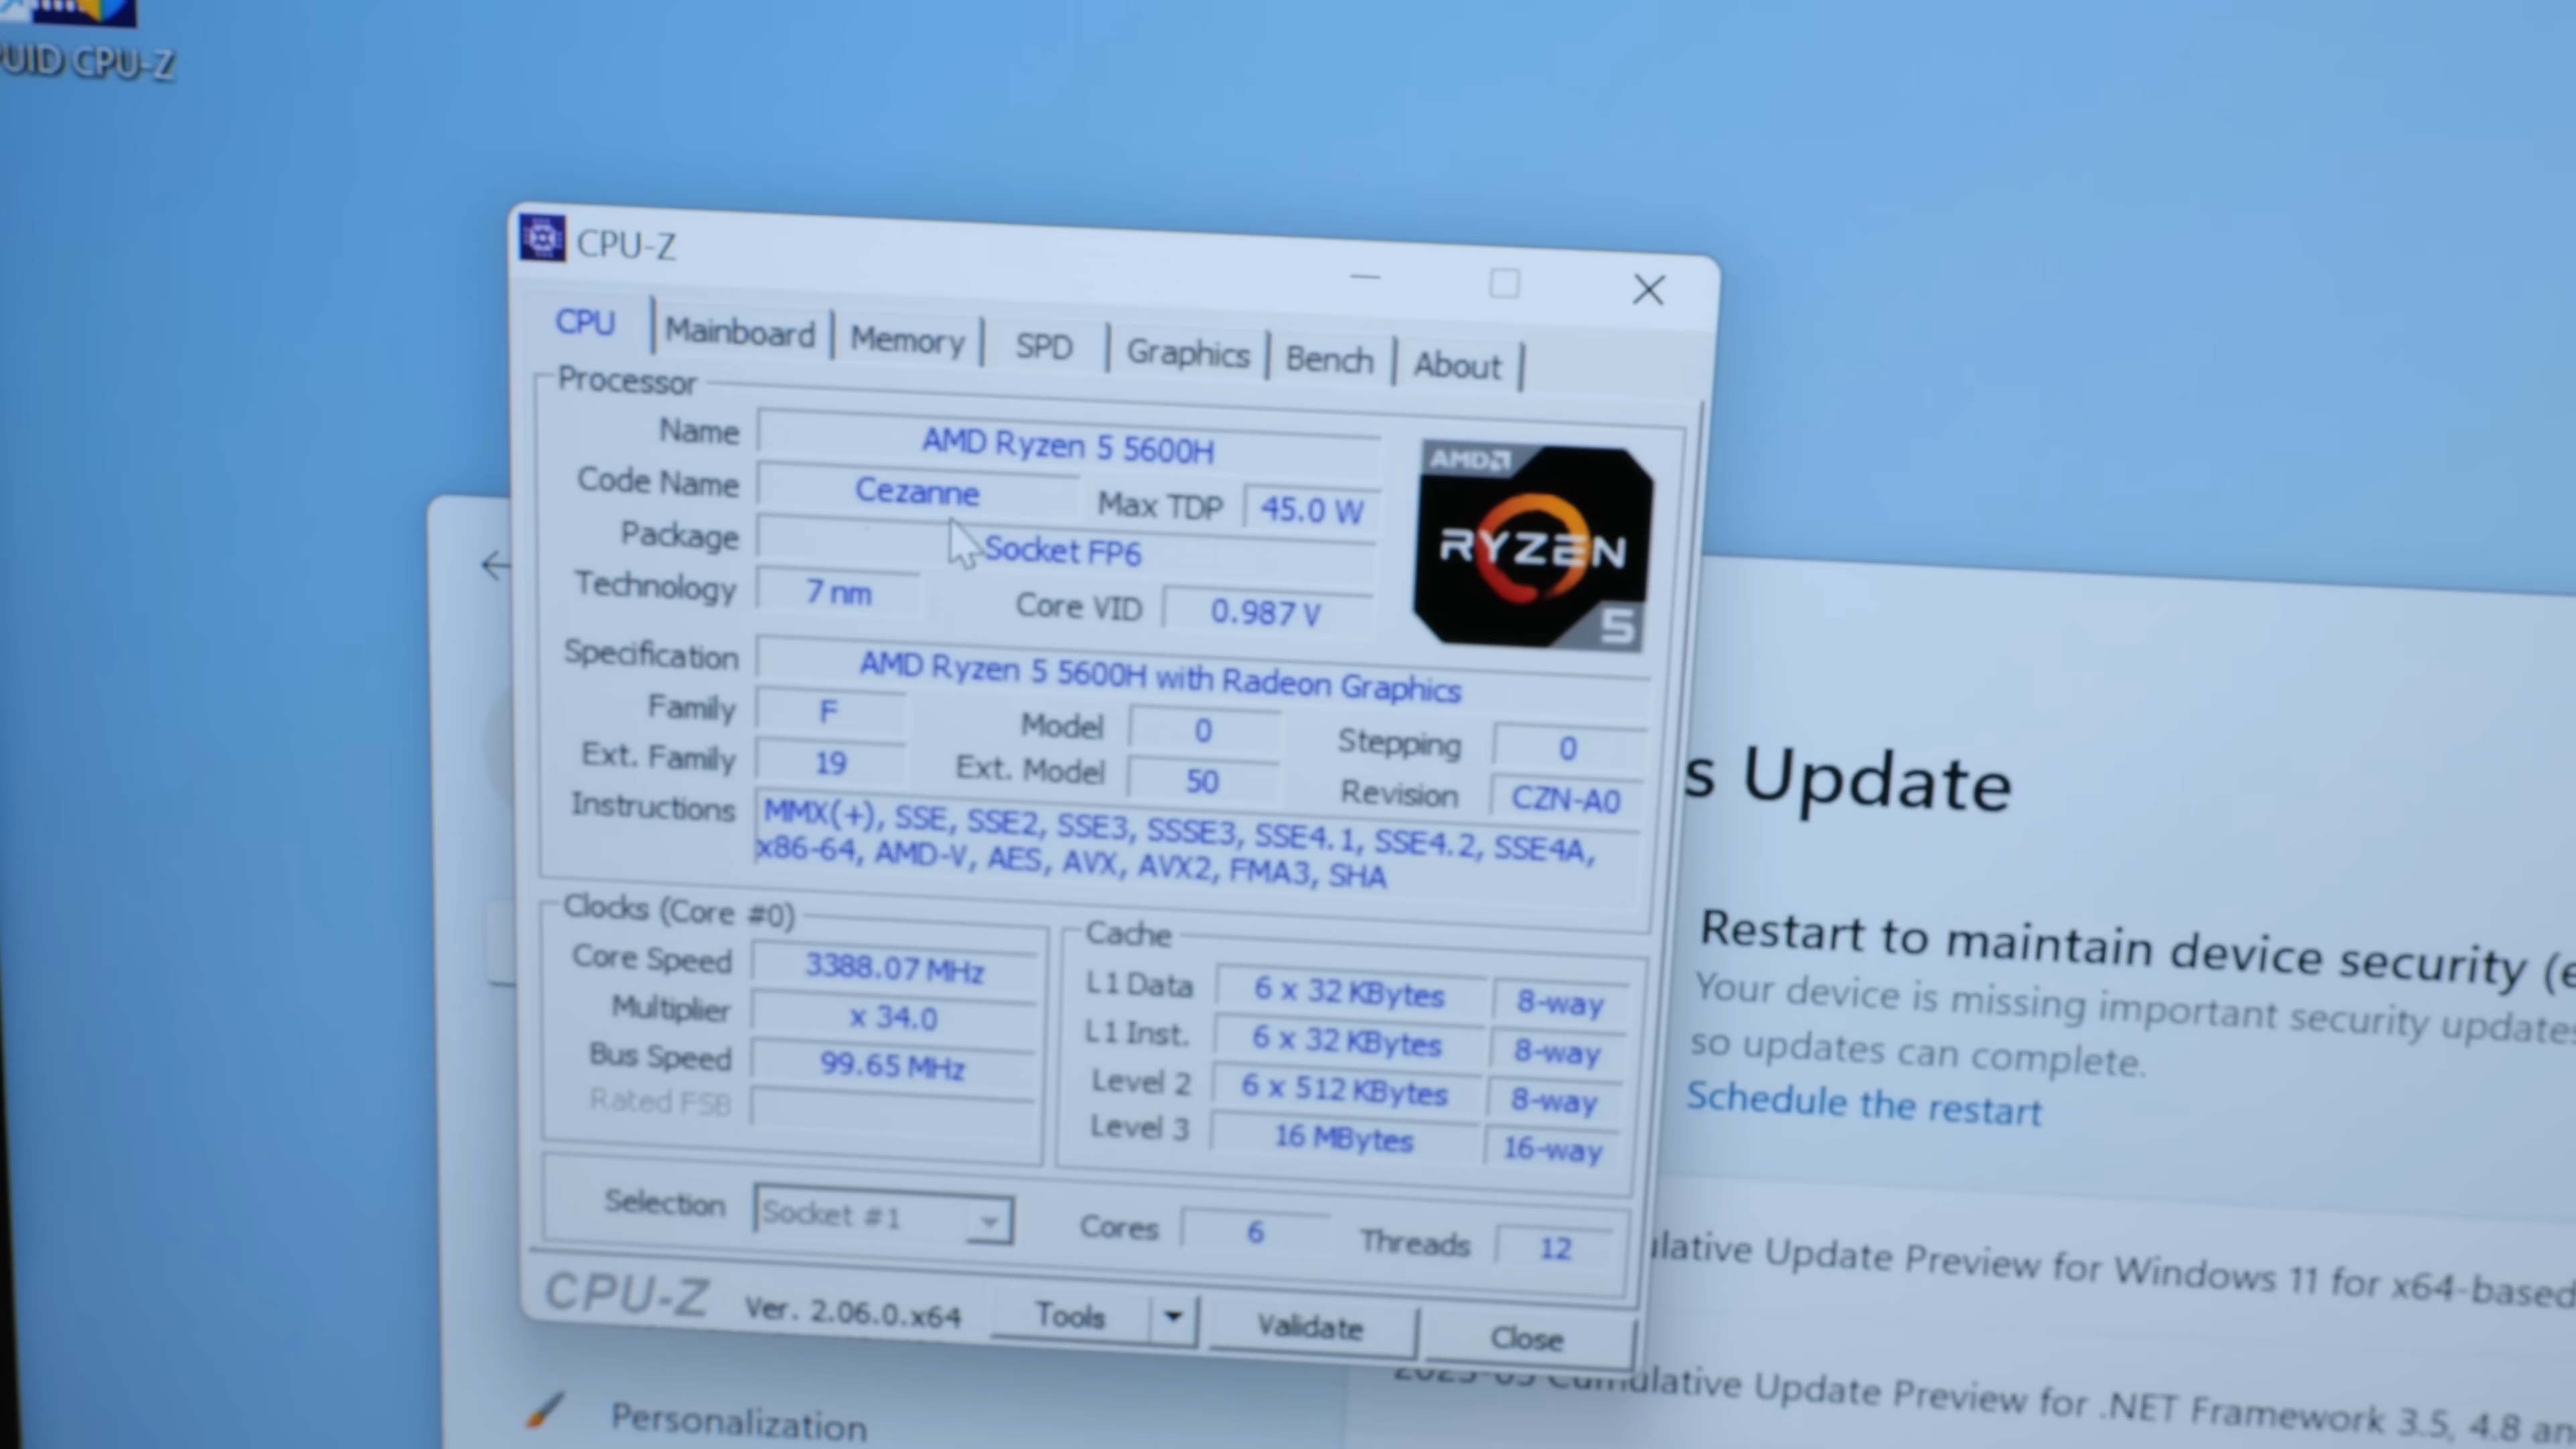 CPU-Z
CPU-Z
CPU Mainboard Memory SPD Graphics Bench About
Processor
Name AMD Ryzen 5 5600H
Code Name Cezanne Max TDP 45.0 W
Package Socket FP6
Technology 7 nm Core VID 0.987 V
AMD RYZEN 5
Specification AMD Ryzen 5 5600H with Radeon Graphics
Family F Model 0 Stepping 0
Ext. Family 19 Ext. Model 50 Revision CZN-A0
Instructions MMX(+), SSE, SSE2, SSE3, SSSE3, SSE4.1, SSE4.2, SSE4A,
x86-64, AMD-V, AES, AVX, AVX2, FMA3, SHA
Clocks (Core #0)
Core Speed 3388.07 MHz
Multiplier x 34.0
Bus Speed 99.65 MHz
Rated FSB
Cache
L1 Data 6 x 32 KBytes 8-way
L1 Inst. 6 x 32 KBytes 8-way
Level 2 6 x 512 KBytes 8-way
Level 3 16 MBytes 16-way
Selection Socket #1 Cores 6 Threads 12
CPU-Z Ver. 2.06.0.x64 Tools Validate Close
s Update
Restart to maintain device security (e
Your device is missing important security updates
so updates can complete.
Schedule the restart
ulative Update Preview for Windows 11 for x64-based
Cumulative Update Preview for .NET Framework 3.5, 4.8 an
Personalization